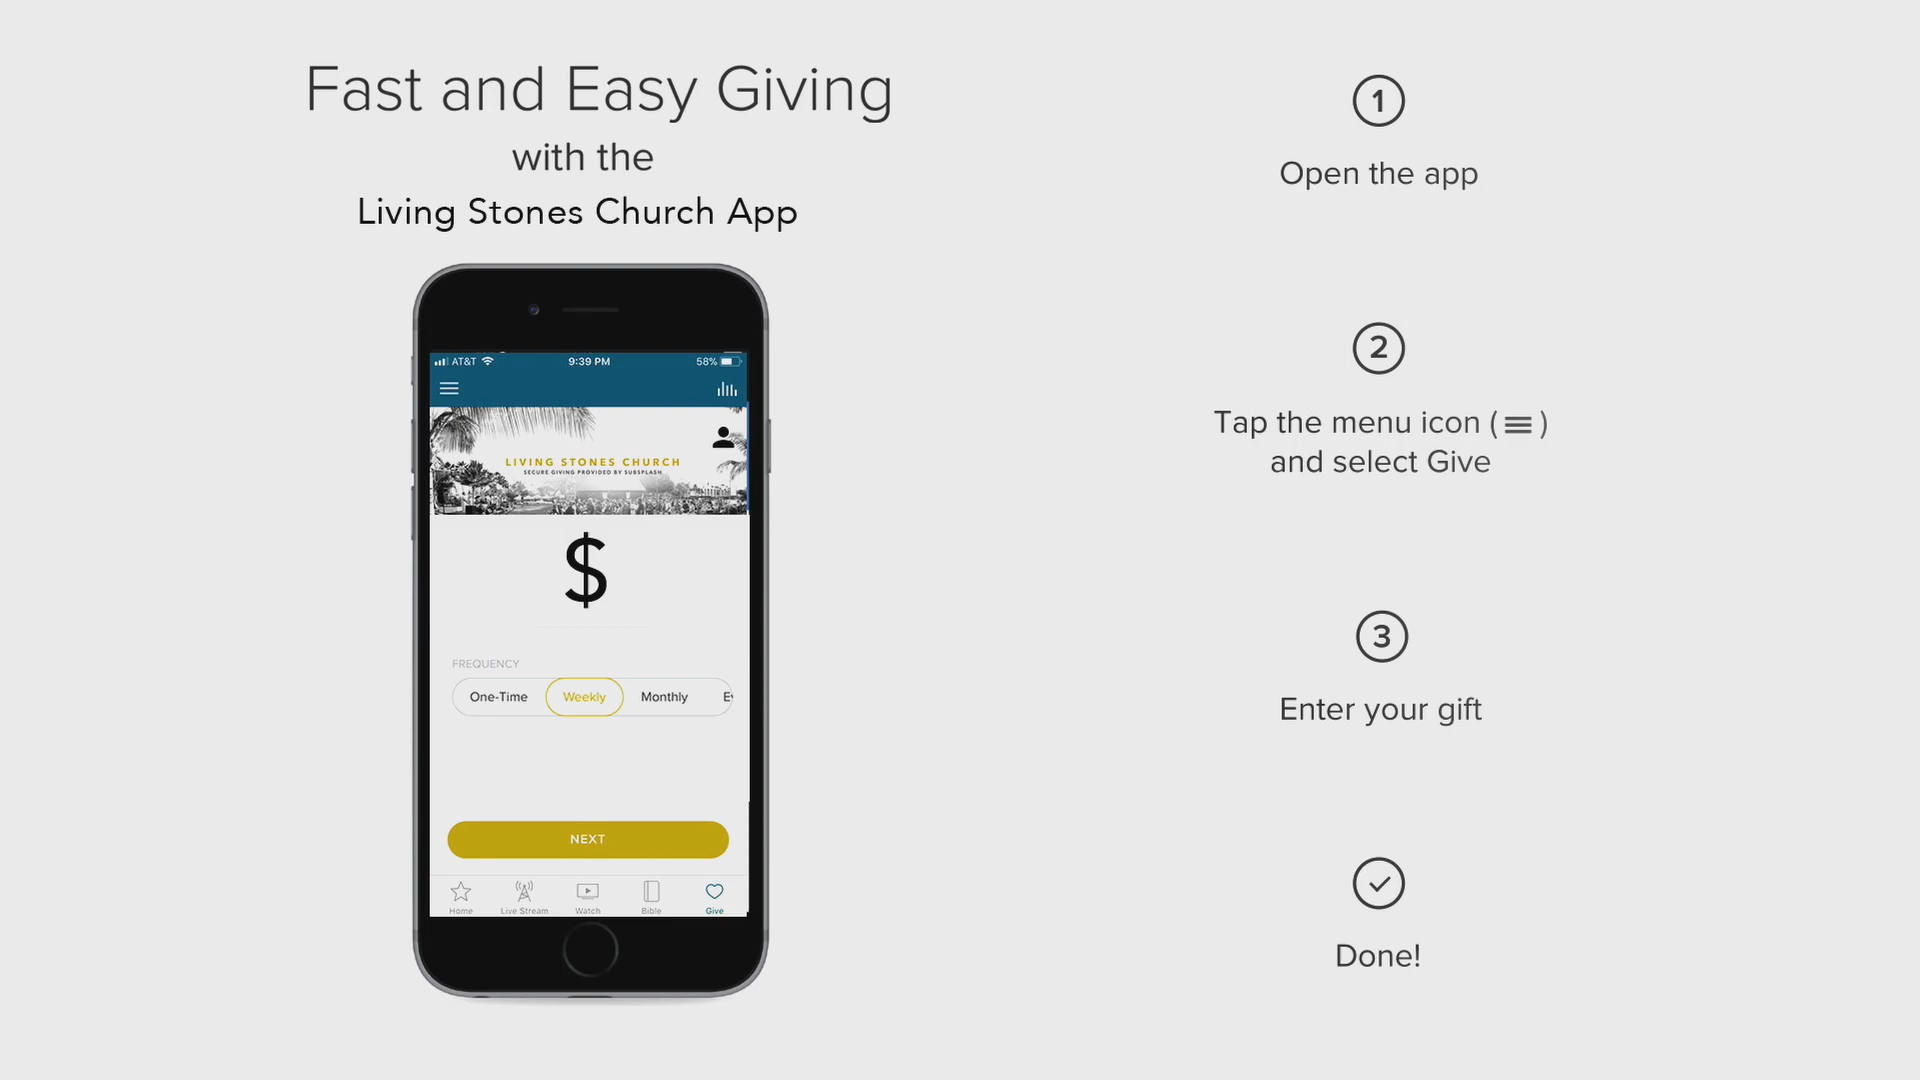 Fast and Easy Giving
with the
Living Stones Church App
AT&T
9:39 PM
58%
LIVING STONES CHURCH
SECURE GIVING PROVIDED BY SUBSPLASH
$
FREQUENCY
One-Time
Weekly
Monthly
NEXT
Home
Live Stream
Watch
Bible
Give
1
Open the app
2
Tap the menu icon ( )
and select Give
3
Enter your gift
Done!